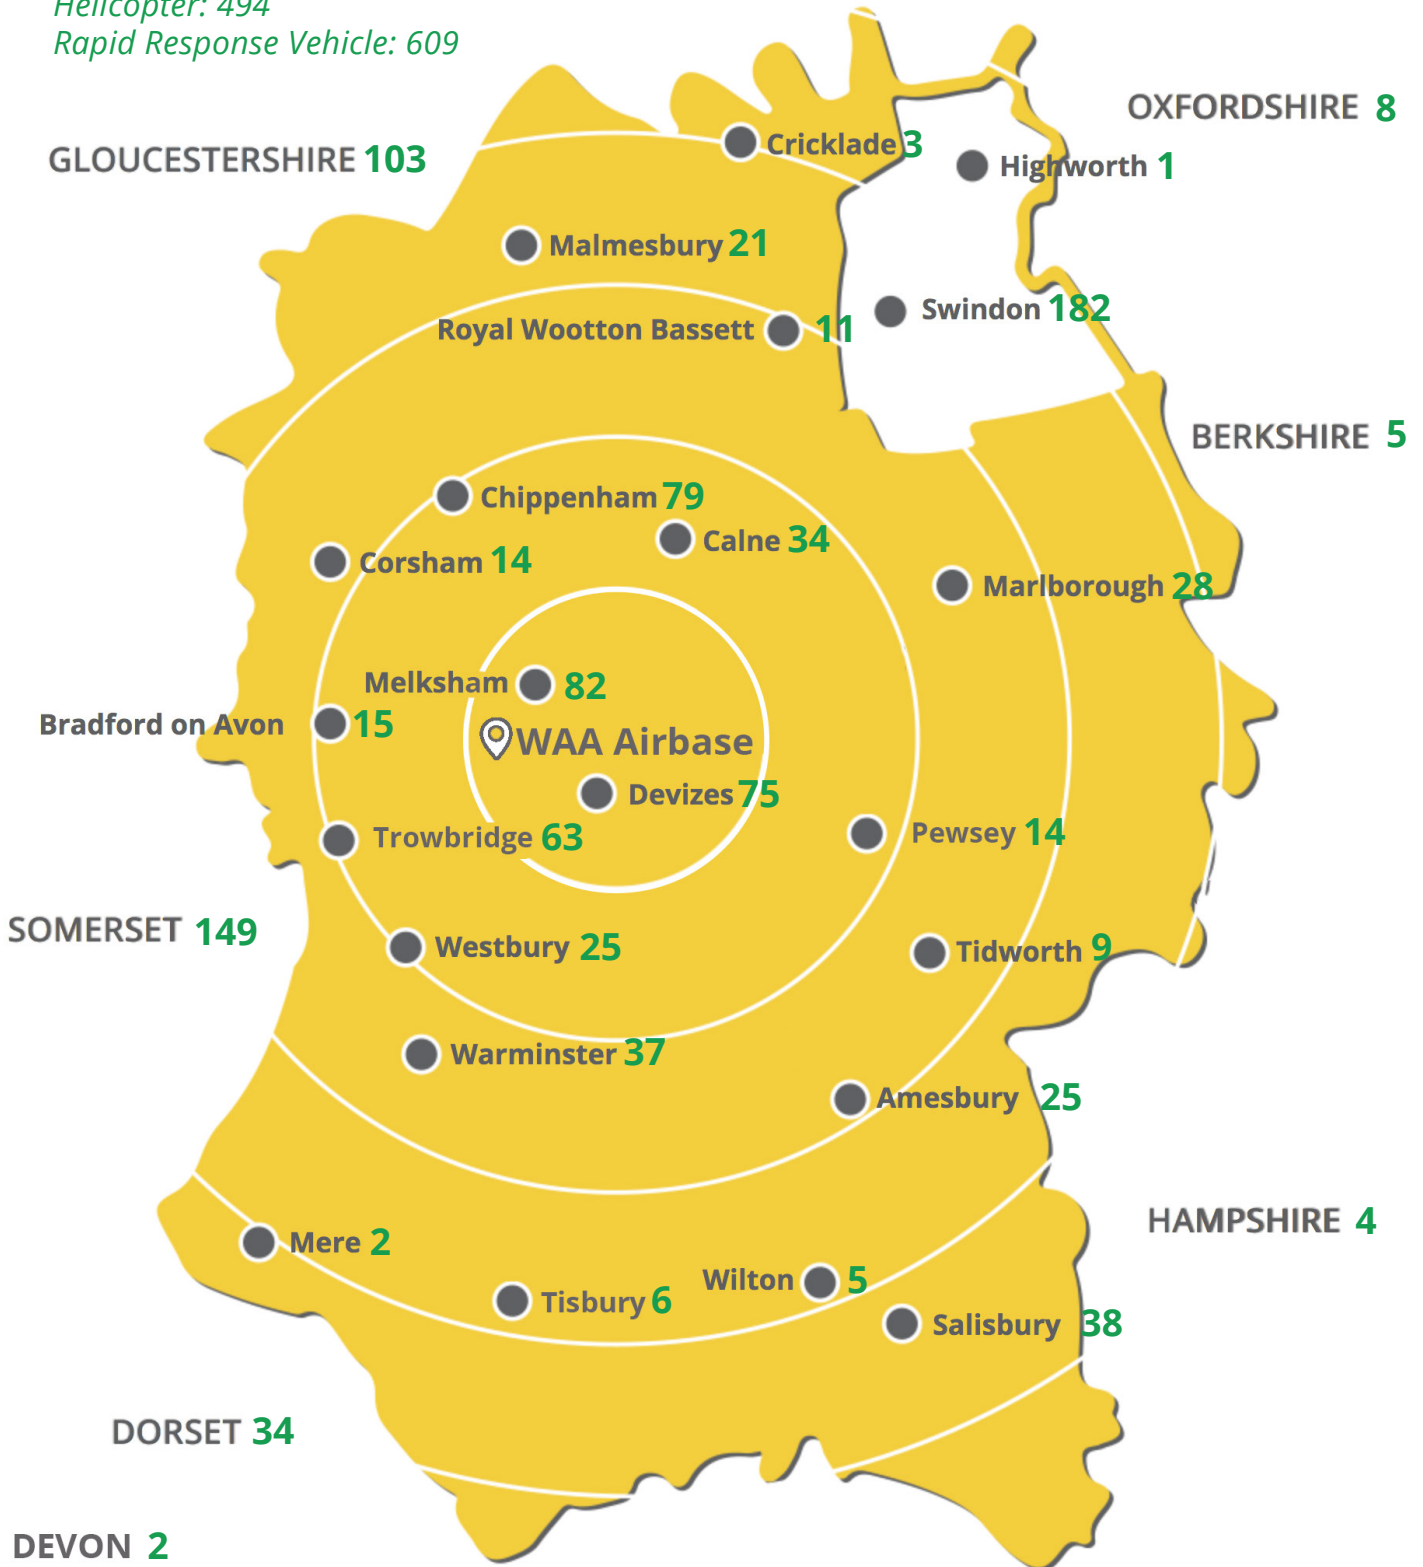 Helicopter: 494
Rapid Response Vehicle: 609
OXFORDSHIRE 8
GLOUCESTERSHIRE 103
Cricklade 3
Highworth 1
Malmesbury 21
Swindon 182
Royal Wootton Bassett 11
BERKSHIRE 5
Chippenham 79
Calne 34
Corsham 14
Marlborough 28
Melksham 82
Bradford on Avon 15
WAA Airbase
Devizes 75
Trowbridge 63
Pewsey 14
SOMERSET 149
Westbury 25
Tidworth 9
Warminster 37
Amesbury 25
HAMPSHIRE 4
Mere 2
Wilton 5
Tisbury 6
Salisbury 38
DORSET 34
DEVON 2